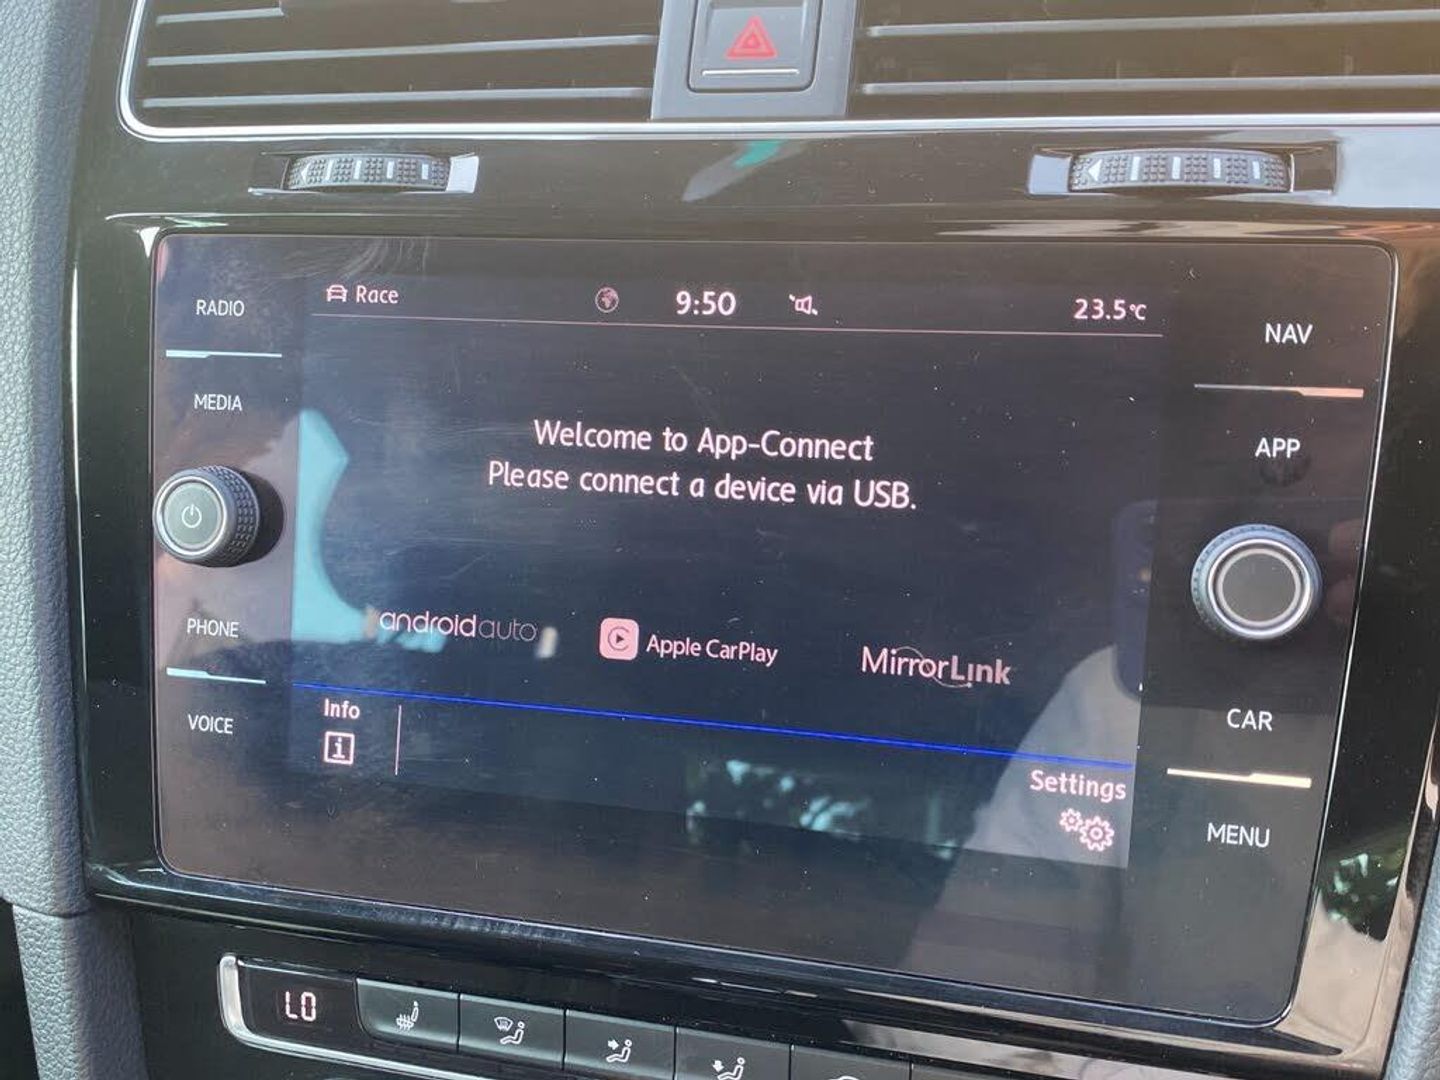 Race 9:50 23.5°C
RADIO
NAV
MEDIA
APP
Welcome to App-Connect
Please connect a device via USB.
androidauto Apple CarPlay MirrorLink
PHONE
VOICE
CAR
Info
Settings
MENU
LO